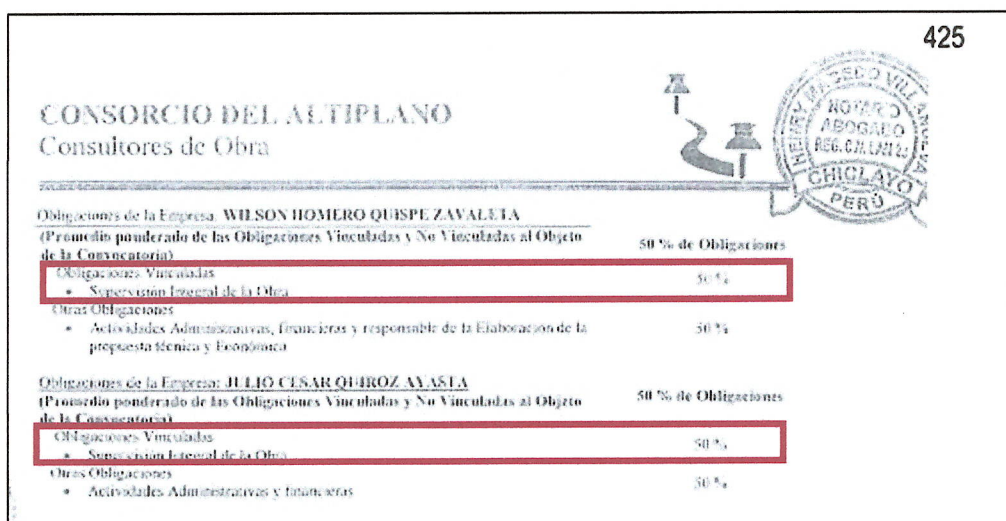 425
CONSORCIO DEL ALTIPLANO
Consultores de Obra
HENRY MACEDO VILLANUEVA
NOTARIO
ABOGADO
CHICLAYO
PERÚ
Obligaciones de la Empresa: WILSON HOMERO QUISPE ZAVALETA
(Promedio ponderado de las Obligaciones Vinculadas y No Vinculadas al Objeto de la Convocatoria) 50 % de Obligaciones
Obligaciones Vinculadas 50 %
• Supervisión Integral de la Obra
Otras Obligaciones
• Actividades Administrativas, financieras y responsable de la Elaboración de la 50 %
propuesta técnica y Económica
Obligaciones de la Empresa: JULIO CESAR QUIROZ AYASTA
(Promedio ponderado de las Obligaciones Vinculadas y No Vinculadas al Objeto de la Convocatoria) 50 % de Obligaciones
Obligaciones Vinculadas 50 %
• Supervisión Integral de la Obra
Otras Obligaciones 50 %
• Actividades Administrativas y financieras